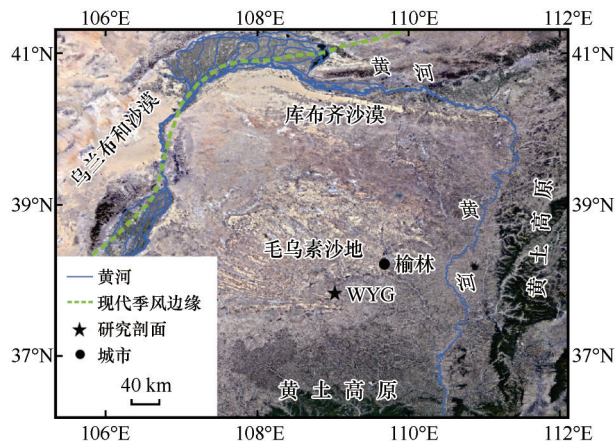 106°E 108°E 110°E 112°E
41°N 41°N
黄河
库布齐沙漠
乌兰布和沙漠
39°N 39°N
黄河
黄土高原
毛乌素沙地
榆林
WYG
黄河
现代季风边缘
研究剖面
城市
40 km
37°N 37°N
黄土高原
106°E 108°E 110°E 112°E